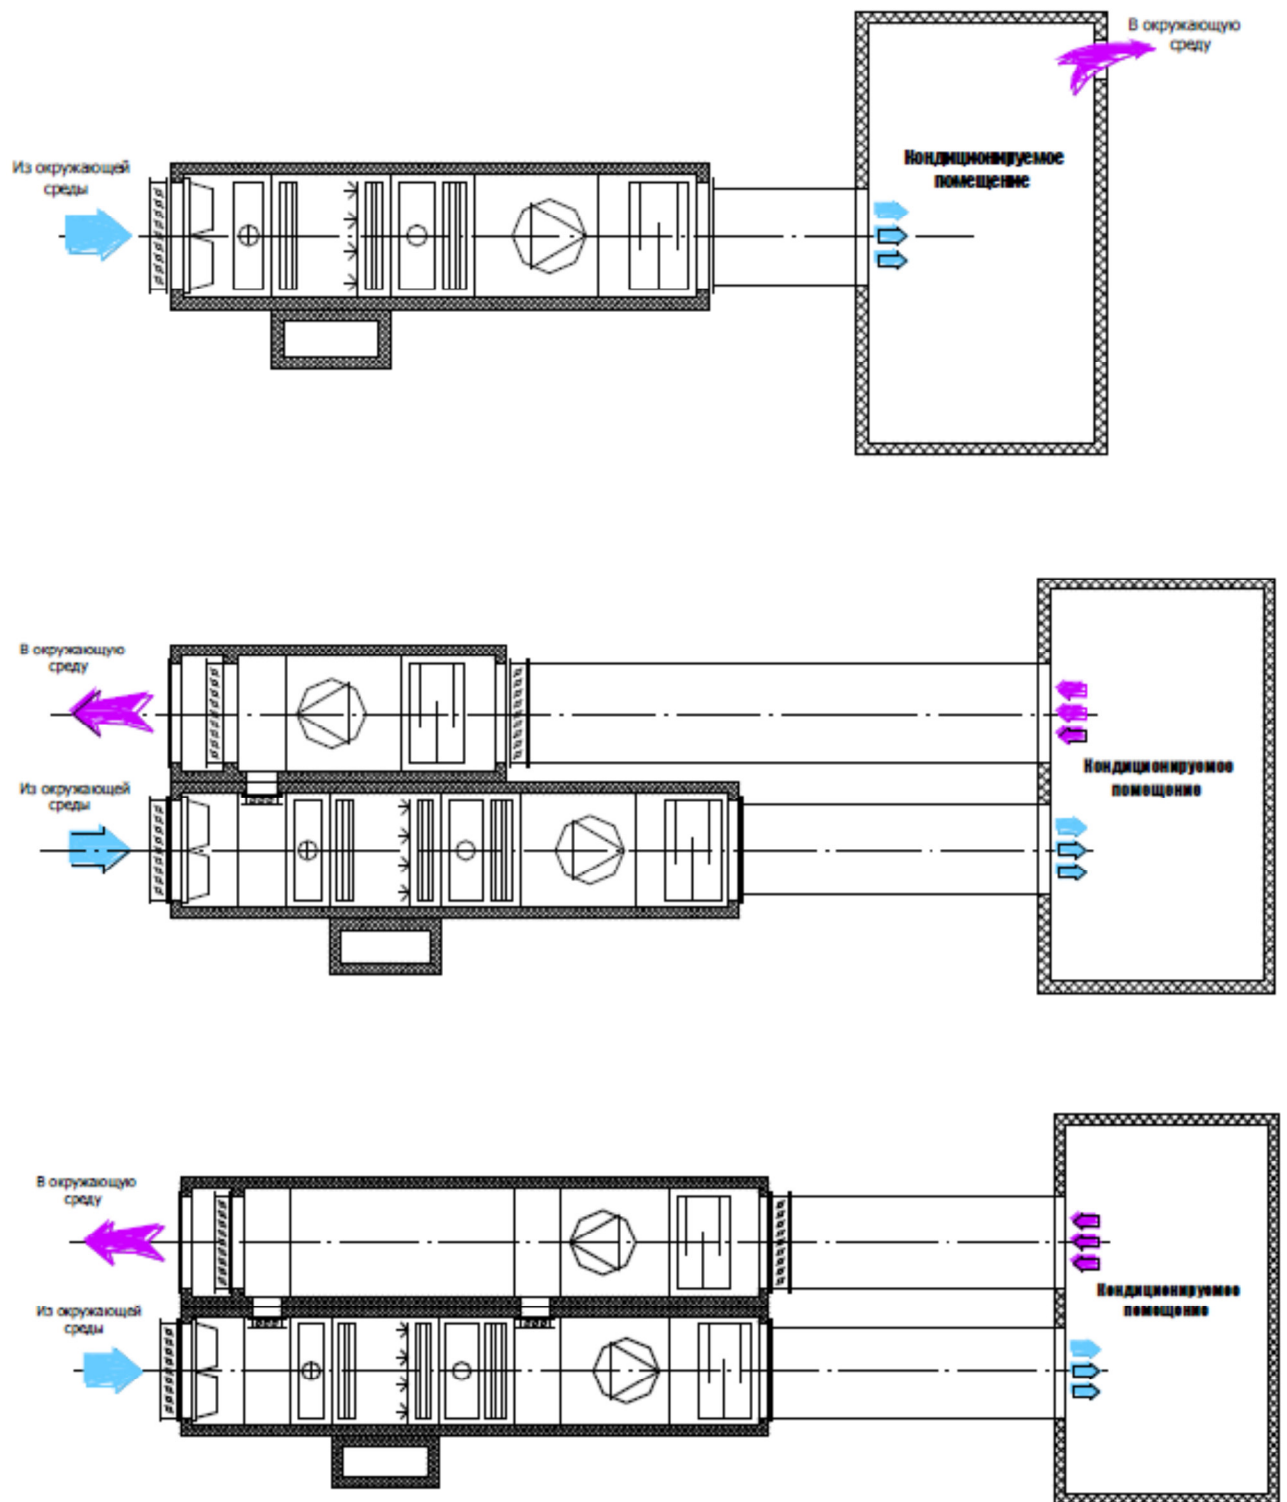 В окружающую
среду
Из окружающей
среды
Кондиционируемое
помещение
В окружающую
среду
Из окружающей
среды
Кондиционируемое
помещение
В окружающую
среду
Из окружающей
среды
Кондиционируемое
помещение